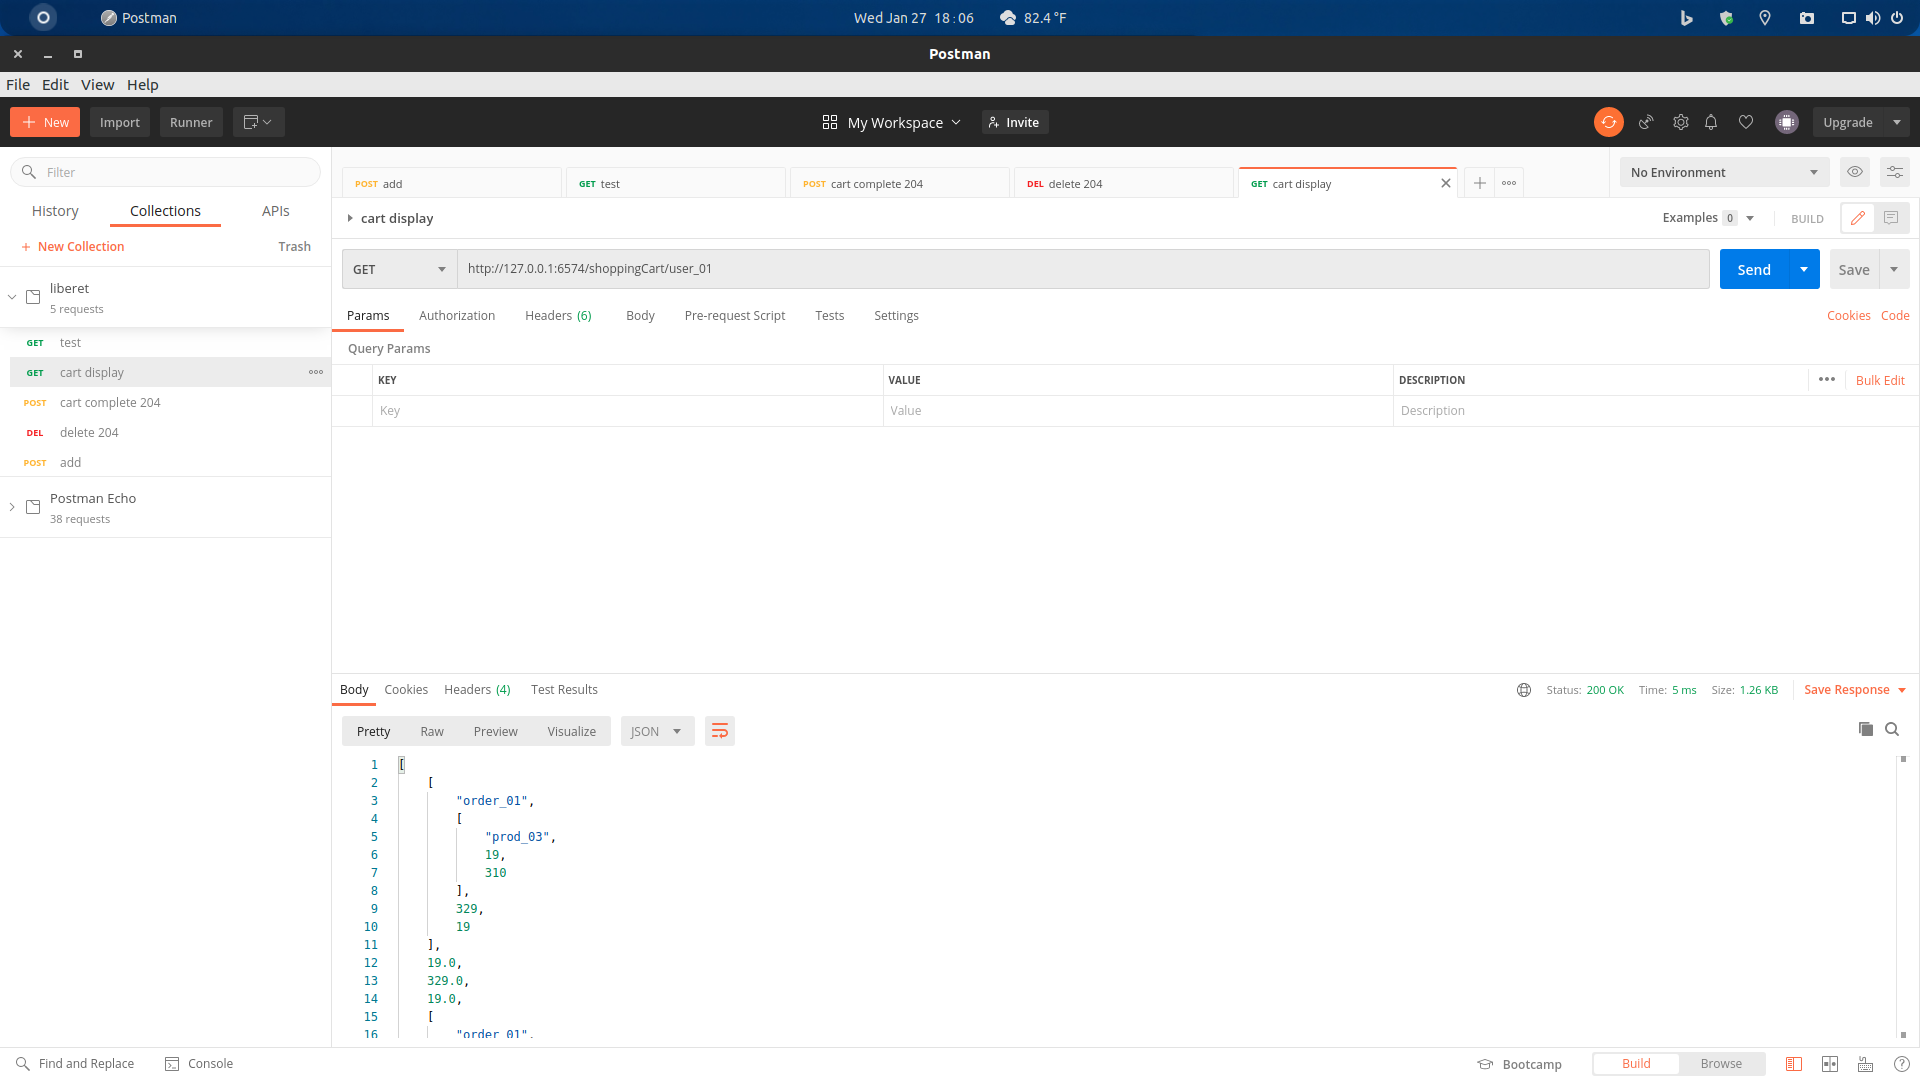 Postman
Wed Jan 27 18:06
82.4 °F
Postman
File Edit View Help
New
Import
Runner
My Workspace
Invite
Upgrade
Filter
History
Collections
APIs
New Collection
Trash
liberet
5 requests
GET test
GET cart display
POST cart complete 204
DEL delete 204
POST add
Postman Echo
38 requests
POST add
GET test
POST cart complete 204
DEL delete 204
GET cart display
No Environment
cart display
Examples 0
BUILD
GET
http://127.0.0.1:6574/shoppingCart/user_01
Send
Save
Params
Authorization
Headers (6)
Body
Pre-request Script
Tests
Settings
Cookies
Code
Query Params
KEY
VALUE
DESCRIPTION
Bulk Edit
Key
Value
Description
Body
Cookies
Headers (4)
Test Results
Status: 200 OK
Time: 5 ms
Size: 1.26 KB
Save Response
Pretty
Raw
Preview
Visualize
JSON
1 [
2 [
3 "order_01",
4 [
5 "prod_03",
6 19,
7 310
8 ],
9 329,
10 19
11 ],
12 19.0,
13 329.0,
14 19.0,
15 [
16 "order_01",
Find and Replace
Console
Bootcamp
Build
Browse